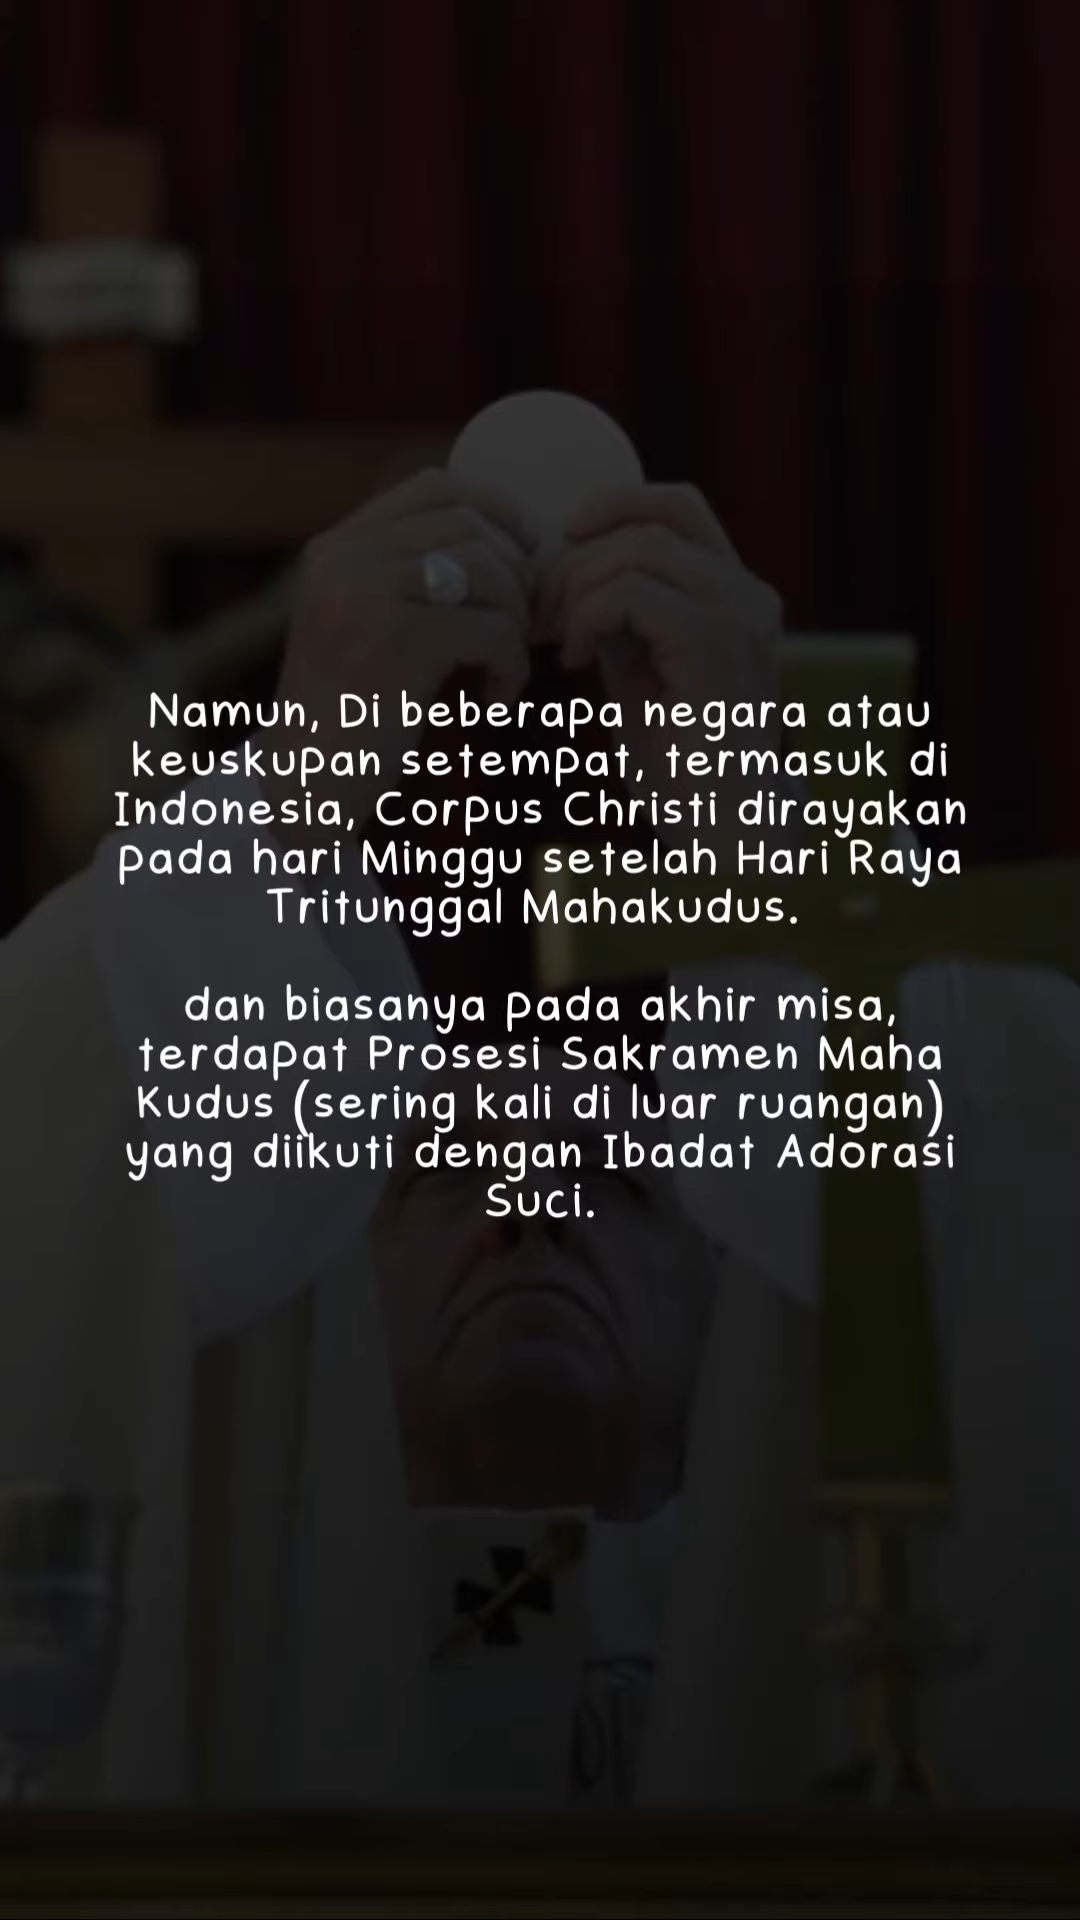 Namun, Di beberapa negara atau
keuskupan setempat, termasuk di
Indonesia, Corpus Christi dirayakan
pada hari Minggu setelah Hari Raya
Tritunggal Mahakudus.
dan biasanya pada akhir misa,
terdapat Prosesi Sakramen Maha
Kudus (sering kali di luar ruangan)
yang diikuti dengan Ibadat Adorasi
Suci.